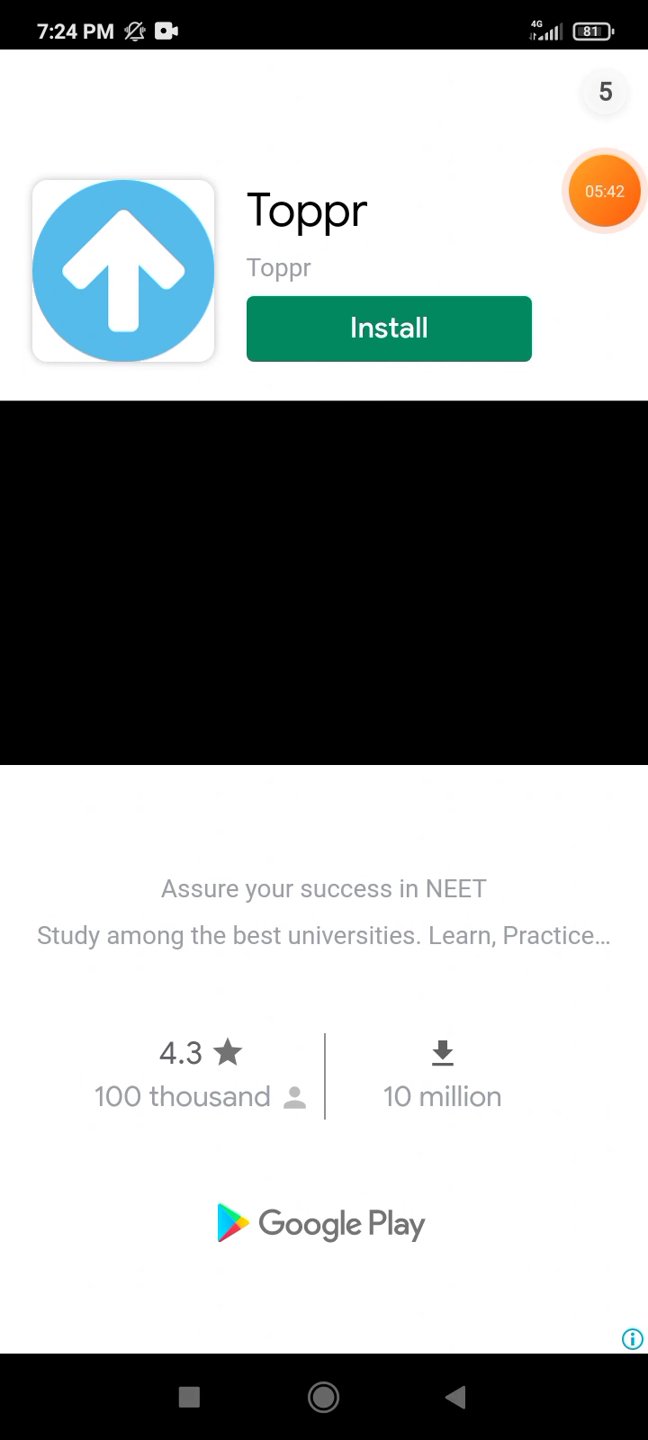 7:24 PM
4G
81
5
05:42
Toppr
Toppr
Install
Assure your success in NEET
Study among the best universities. Learn, Practice...
4.3
100 thousand
10 million
Google Play